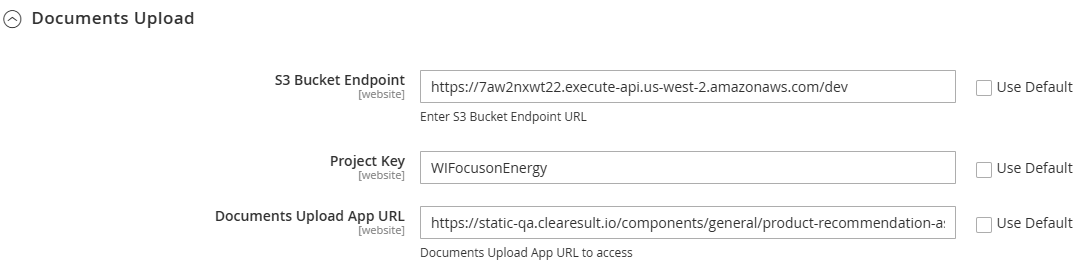 Documents Upload
S3 Bucket Endpoint
[website]
https://7aw2nxwt22.execute-api.us-west-2.amazonaws.com/dev
Use Default
Enter S3 Bucket Endpoint URL
Project Key
[website]
WIFocusonEnergy
Use Default
Documents Upload App URL
[website]
https://static-qa.clearesult.io/components/general/product-recommendation-a
Use Default
Documents Upload App URL to access